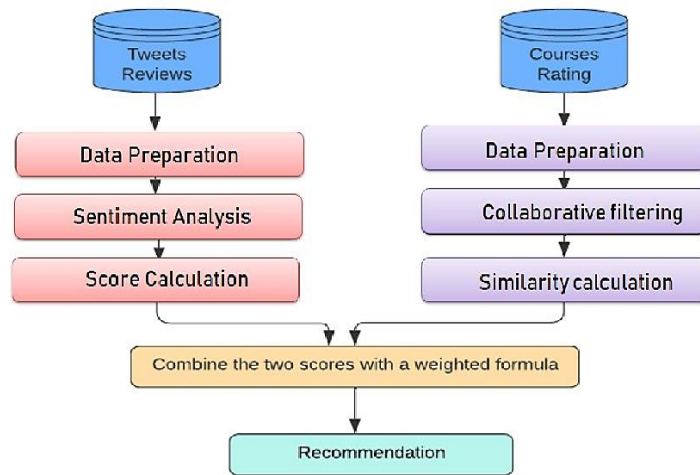 Tweets
Reviews
Courses
Rating
Data Preparation
Sentiment Analysis
Score Calculation
Data Preparation
Collaborative filtering
Similarity calculation
Combine the two scores with a weighted formula
Recommendation